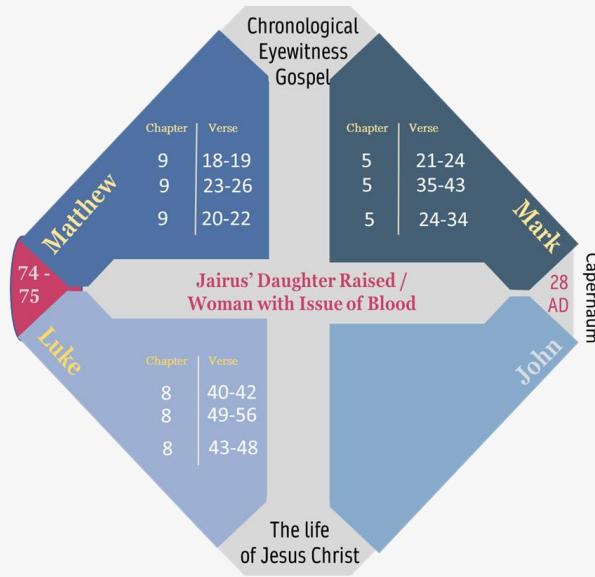 Chronological
Eyewitness
Gospel
Matthew
Chapter Verse
9 18-19
9 23-26
9 20-22
Mark
Chapter Verse
5 21-24
5 35-43
5 24-34
74 -
75
Jairus’ Daughter Raised /
Woman with Issue of Blood
28
AD
Capernaum
Luke
Chapter Verse
8 40-42
8 49-56
8 43-48
John
The life
of Jesus Christ